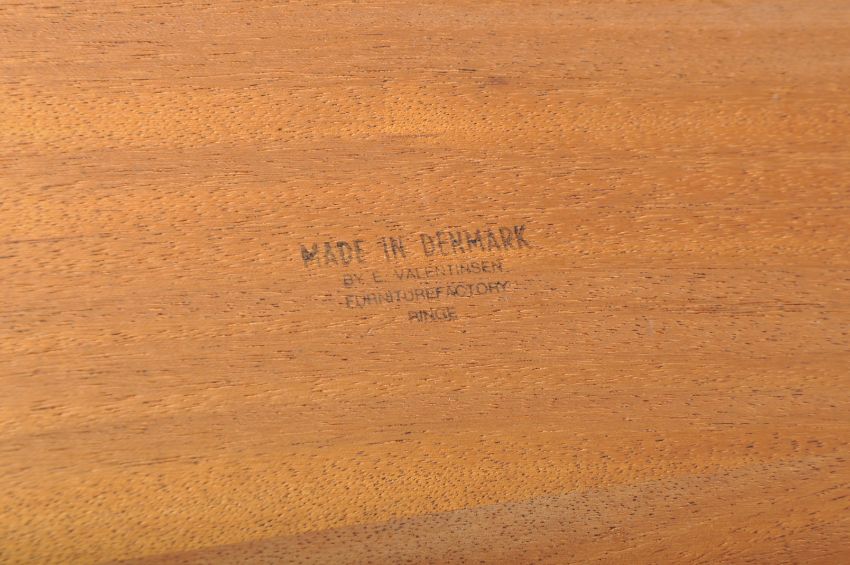 MADE IN DENMARK
BY E. VALENTINSEN
FURNITUREFACTORY
RINGE